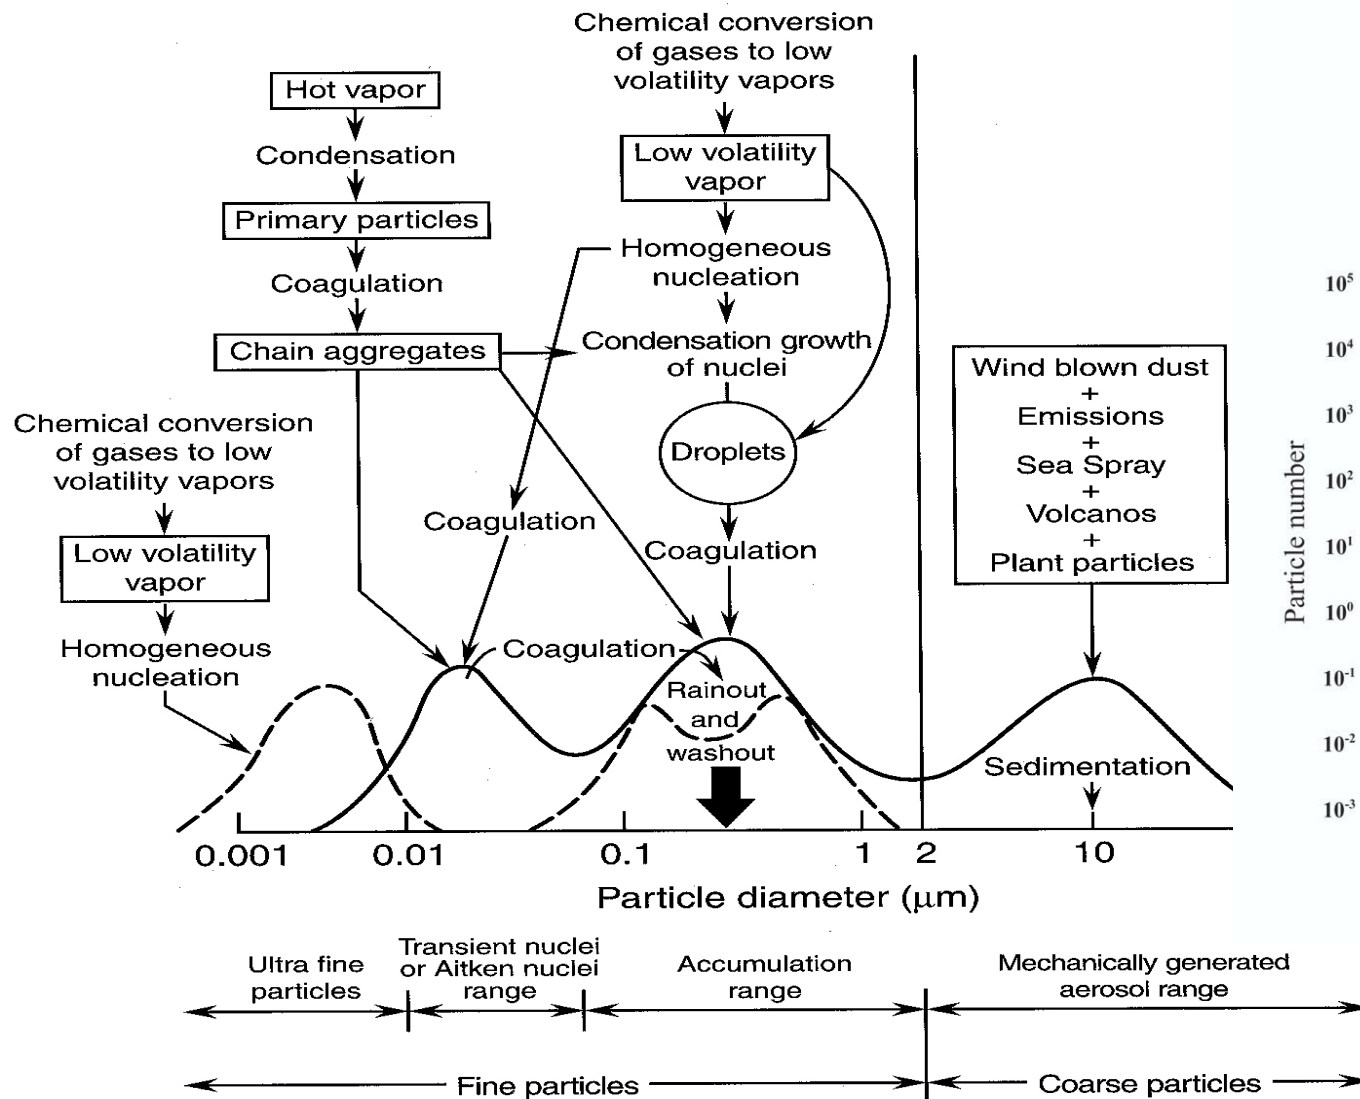 Chemical conversion
of gases to low
volatility vapors
Hot vapor
Condensation
Primary particles
Coagulation
Chain aggregates
Low volatility
vapor
Homogeneous
nucleation
Condensation growth
of nuclei
Droplets
Coagulation
Coagulation
Chemical conversion
of gases to low
volatility vapors
Low volatility
vapor
Homogeneous
nucleation
Coagulation
Rainout
and
washout
Wind blown dust
+
Emissions
+
Sea Spray
+
Volcanos
+
Plant particles
Sedimentation
Particle number
10⁵
10⁴
10³
10²
10¹
10⁰
10⁻¹
10⁻²
10⁻³
0.001 0.01 0.1 1 2 10
Particle diameter (μm)
Ultra fine
particles
Transient nuclei
or Aitken nuclei
range
Accumulation
range
Mechanically generated
aerosol range
Fine particles
Coarse particles